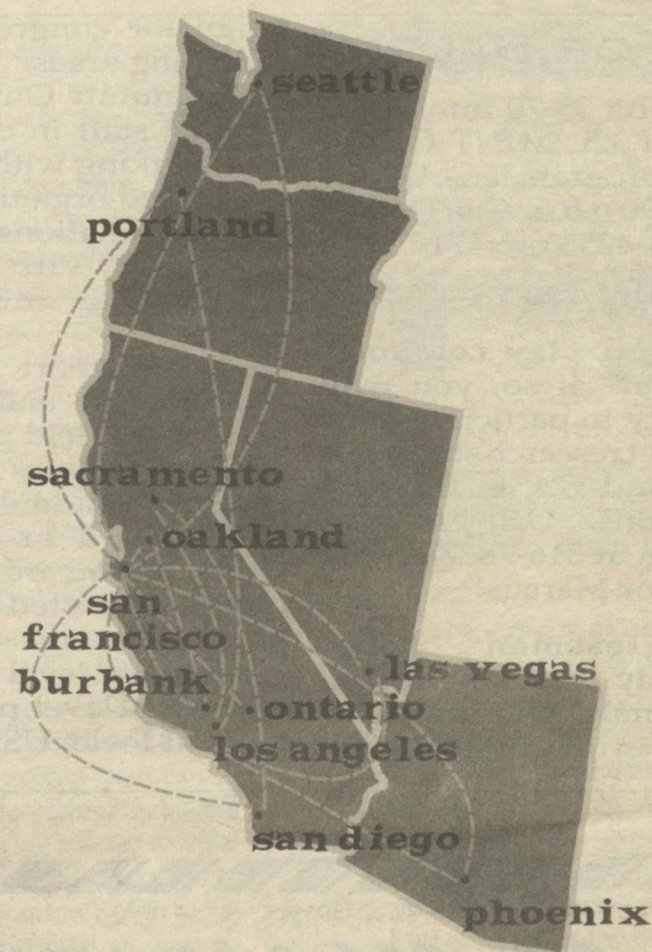 seattle
portland
sacramento
oakland
san
francisco
burbank
las vegas
ontario
los angeles
san diego
phoenix